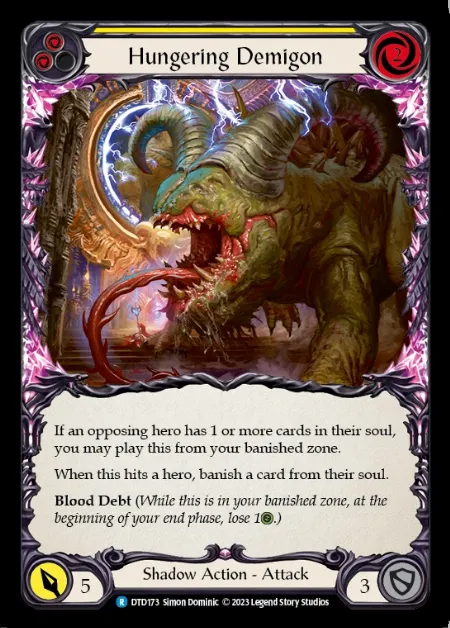 Hungering Demigon
2
If an opposing hero has 1 or more cards in their soul,
you may play this from your banished zone.
When this hits a hero, banish a card from their soul.
Blood Debt (While this is in your banished zone, at the
beginning of your end phase, lose 1.)
5
Shadow Action - Attack
3
R DTD173 Simon Dominic © 2023 Legend Story Studios